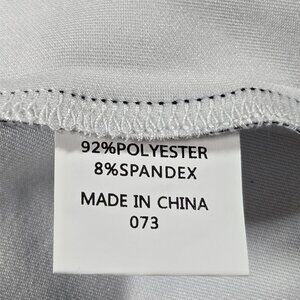 92%POLYESTER
8%SPANDEX
MADE IN CHINA
073